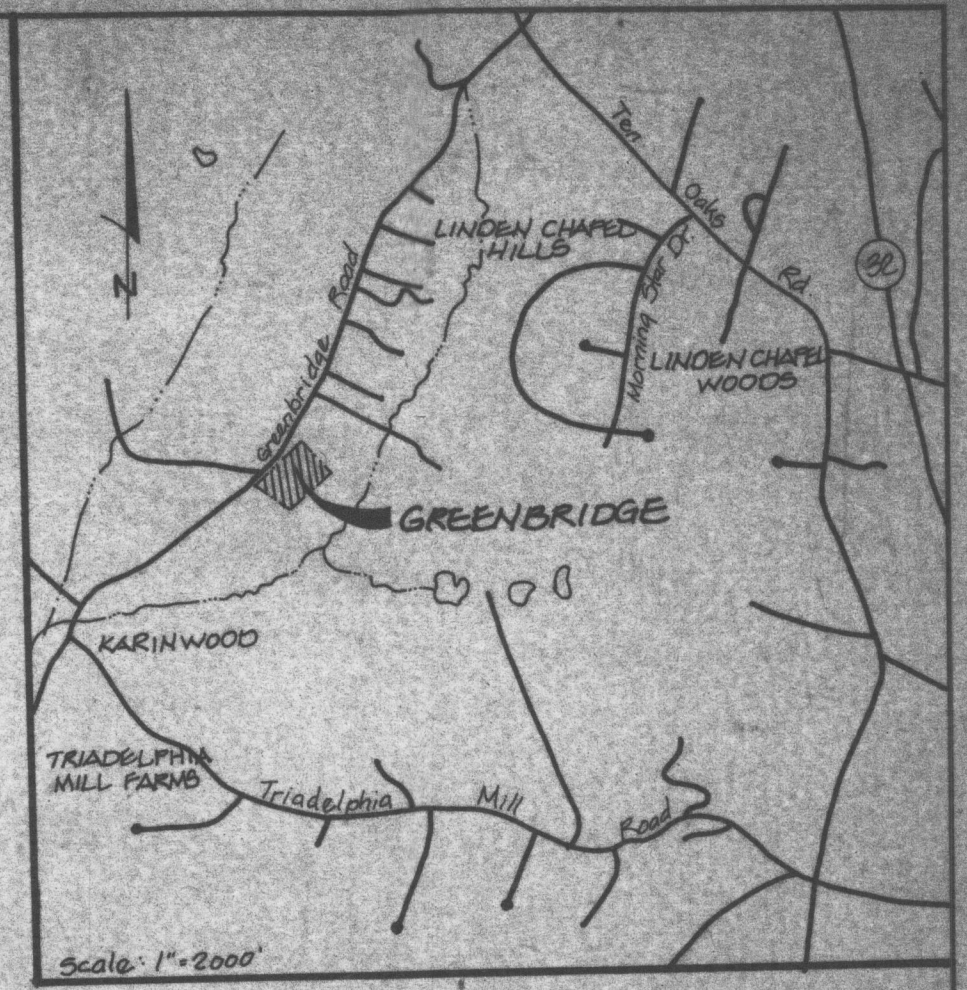 Ten Oaks Rd.
32
LINDEN CHAPEL
HILLS
Morning Star Dr.
N
Greenbridge Road
LINDEN CHAPEL
WOODS
GREENBRIDGE
KARINWOOD
TRIADELPHIA
MILL FARMS
Triadelphia Mill Road
Scale: 1"=2000'